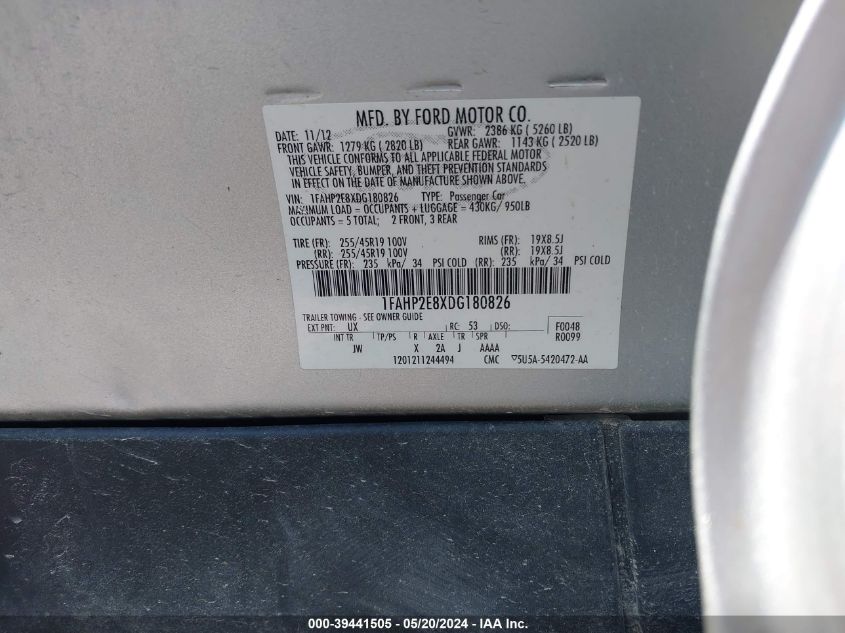 MFD. BY FORD MOTOR CO.
DATE: 11/12 GVWR: 2386 KG ( 5260 LB)
FRONT GAWR: 1279 KG ( 2820 LB) REAR GAWR: 1143 KG ( 2520 LB)
THIS VEHICLE CONFORMS TO ALL APPLICABLE FEDERAL MOTOR
VEHICLE SAFETY, BUMPER, AND THEFT PREVENTION STANDARDS
IN EFFECT ON THE DATE OF MANUFACTURE SHOWN ABOVE.
VIN: 1FAHP2E8XDG180826 TYPE: Passenger Car
MAXIMUM LOAD = OCCUPANTS + LUGGAGE = 430KG/ 950LB
OCCUPANTS = 5 TOTAL; 2 FRONT, 3 REAR
TIRE (FR): 255/45R19 100V RIMS (FR): 19X8.5J
(RR): 255/45R19 100V (RR): 19X8.5J
PRESSURE (FR): 235 kPa/ 34 PSI COLD (RR): 235 kPa/ 34 PSI COLD
1FAHP2E8XDG180826
TRAILER TOWING - SEE OWNER GUIDE
EXT PNT: UX RC: 53 DSO: F0048
INT TR TP/PS R AXLE TR SPR R0099
JW X 2A J AAAA
1201211244494 CMC ▽5U5A-5420472-AA
000-39441505 — 05/20/2024 — IAA Inc.